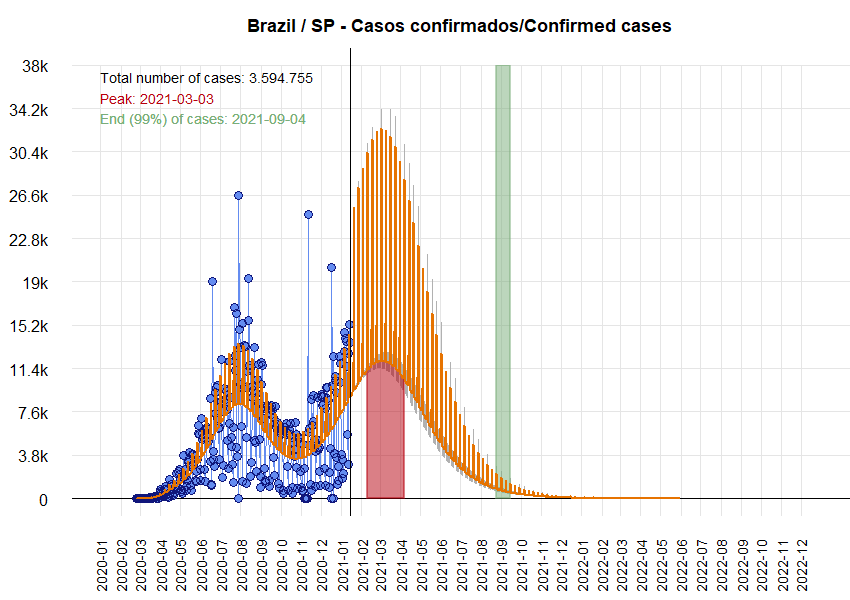 Brazil / SP - Casos confirmados/Confirmed cases
38k
34.2k
30.4k
26.6k
22.8k
19k
15.2k
11.4k
7.6k
3.8k
0
Total number of cases: 3.594.755
Peak: 2021-03-03
End (99%) of cases: 2021-09-04
2020-01
2020-02
2020-03
2020-04
2020-05
2020-06
2020-07
2020-08
2020-09
2020-10
2020-11
2020-12
2021-01
2021-02
2021-03
2021-04
2021-05
2021-06
2021-07
2021-08
2021-09
2021-10
2021-11
2021-12
2022-01
2022-02
2022-03
2022-04
2022-05
2022-06
2022-07
2022-08
2022-09
2022-10
2022-11
2022-12